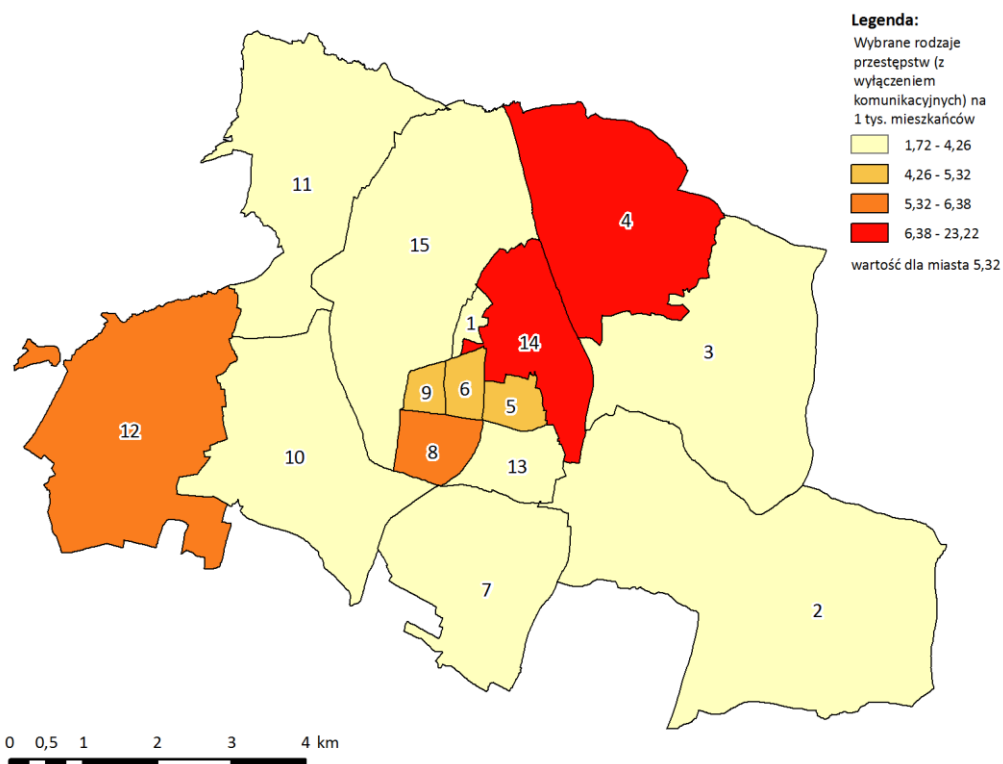 Legenda:
Wybrane rodzaje
przestępstw (z
wyłączeniem
komunikacyjnych) na
1 tys. mieszkańców
1,72 - 4,26
4,26 - 5,32
5,32 - 6,38
6,38 - 23,22
wartość dla miasta 5,32
11
4
15
1
14
3
9
6
5
12
8
10
13
7
2
0 0,5 1 2 3 4 km